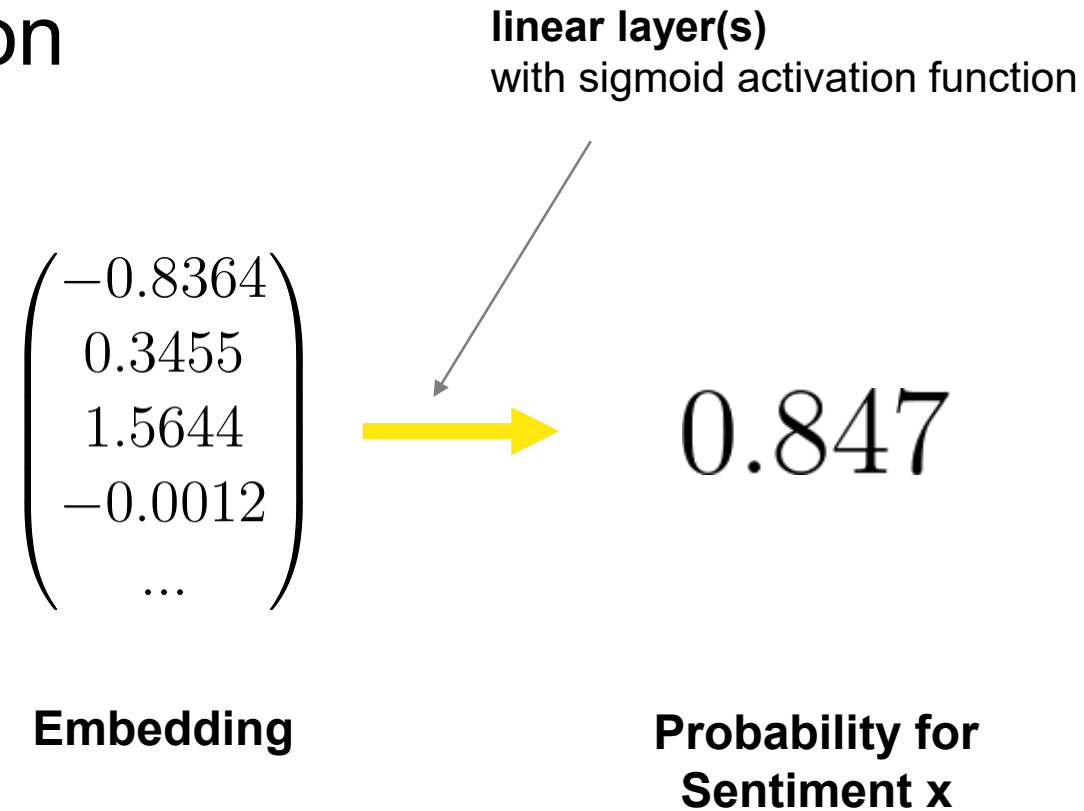 on
linear layer(s)
with sigmoid activation function
−0.8364
0.3455
1.5644
−0.0012
...
0.847
Embedding
Probability for
Sentiment x